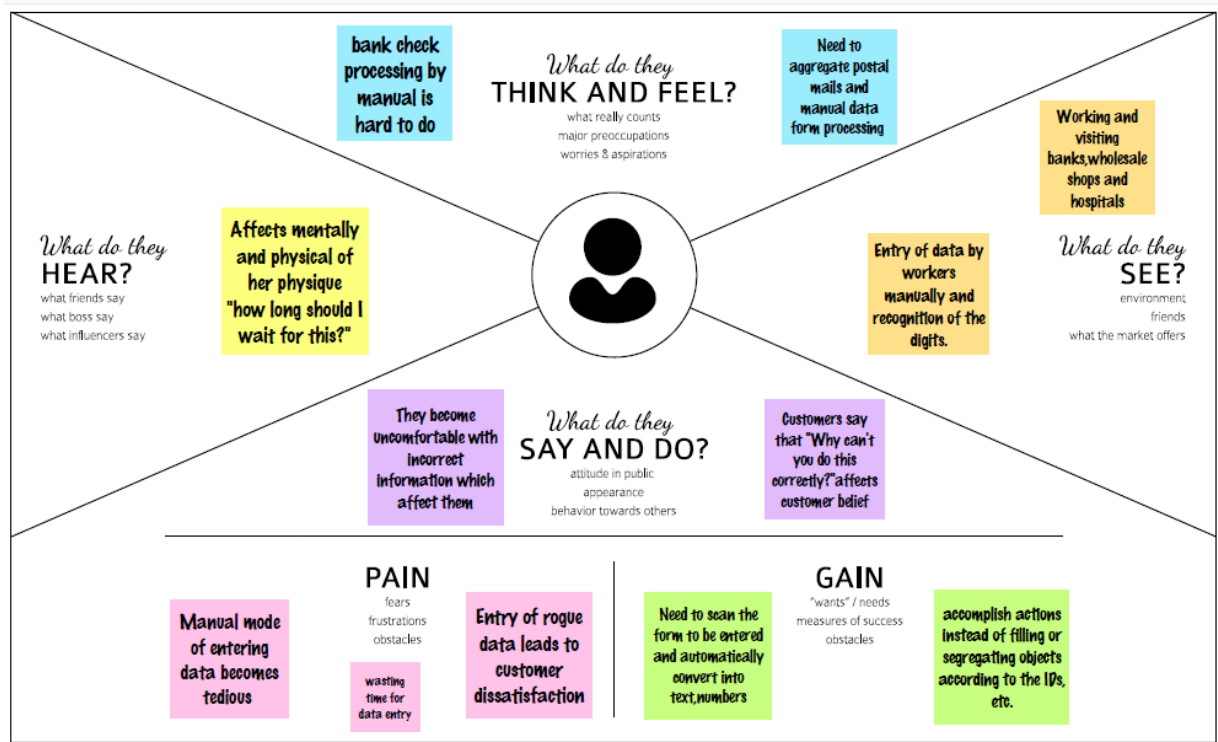 bank check
processing by
manual is
hard to do
What do they
THINK AND FEEL?
what really counts
major preoccupations
worries & aspirations
Need to
aggregate postal
mails and
manual data
form processing
Working and
visiting
banks,wholesale
shops and
hospitals
What do they
HEAR?
what friends say
what boss say
what influencers say
Affects mentally
and physical of
her physique
"how long should I
wait for this?"
Entry of data by
workers
manually and
recognition of the
digits.
What do they
SEE?
environment
friends
what the market offers
They become
uncomfortable with
incorrect
information which
affect them
What do they
SAY AND DO?
attitude in public
appearance
behavior towards others
Customers say
that "Why can't
you do this
correctly?"affects
customer belief
PAIN
fears
frustrations
obstacles
Manual mode
of entering
data becomes
tedious
wasting
time for
data entry
Entry of rogue
data leads to
customer
dissatisfaction
GAIN
"wants" / needs
measures of success
obstacles
Need to scan the
form to be entered
and automatically
convert into
text,numbers
accomplish actions
instead of filling or
segregating objects
according to the IDs,
etc.